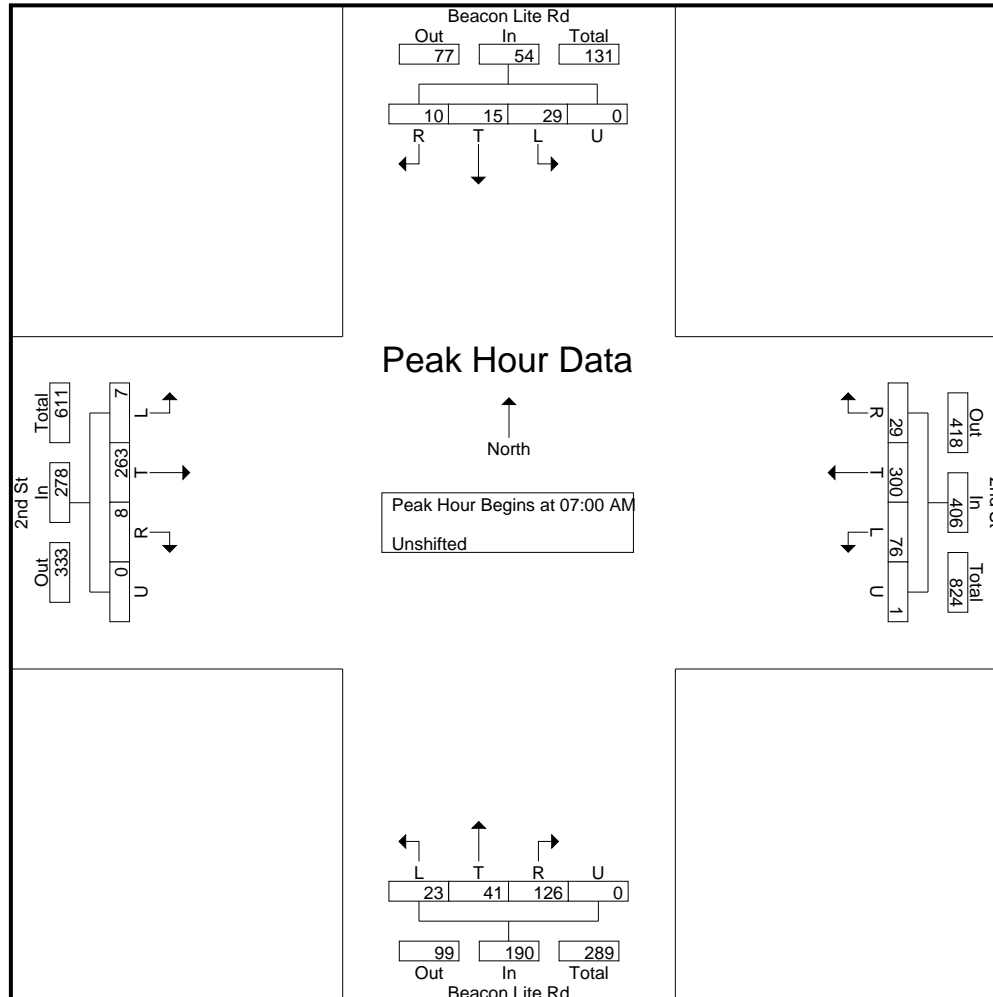 Beacon Lite Rd
Out In Total
77 54 131
10 15 29 0
R T L U
Peak Hour Data
North
Peak Hour Begins at 07:00 AM
Unshifted
2nd St
Total In Out
611 278 333
7 263 8 0
L T R U
R T L U
29 300 76 1
Out In Total
418 406 824
2nd St
L T R U
23 41 126 0
99 190 289
Out In Total
Beacon Lite Rd